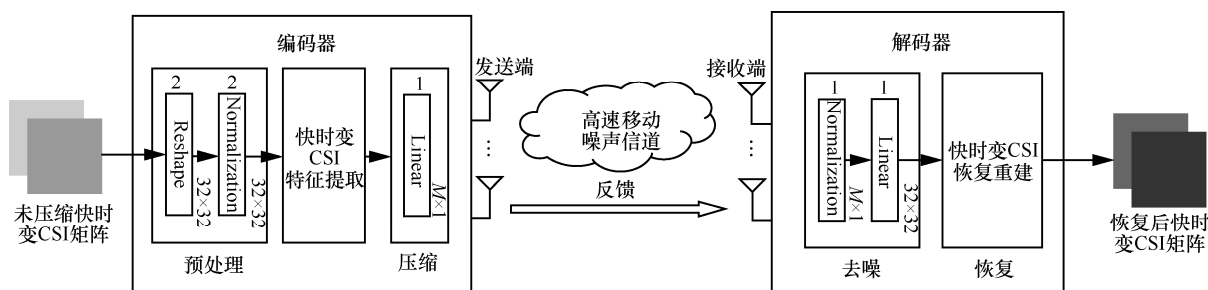 未压缩快时
变CSI矩阵
编码器
2
Reshape
32×32
2
Normalization
32×32
预处理
快时变
CSI
特征提取
1
Linear
M×1
压缩
发送端
...
高速移动
噪声信道
反馈
接收端
...
解码器
1
Normalization
M×1
1
Linear
32×32
去噪
快时变CSI
恢复重建
恢复
恢复后快时
变CSI矩阵